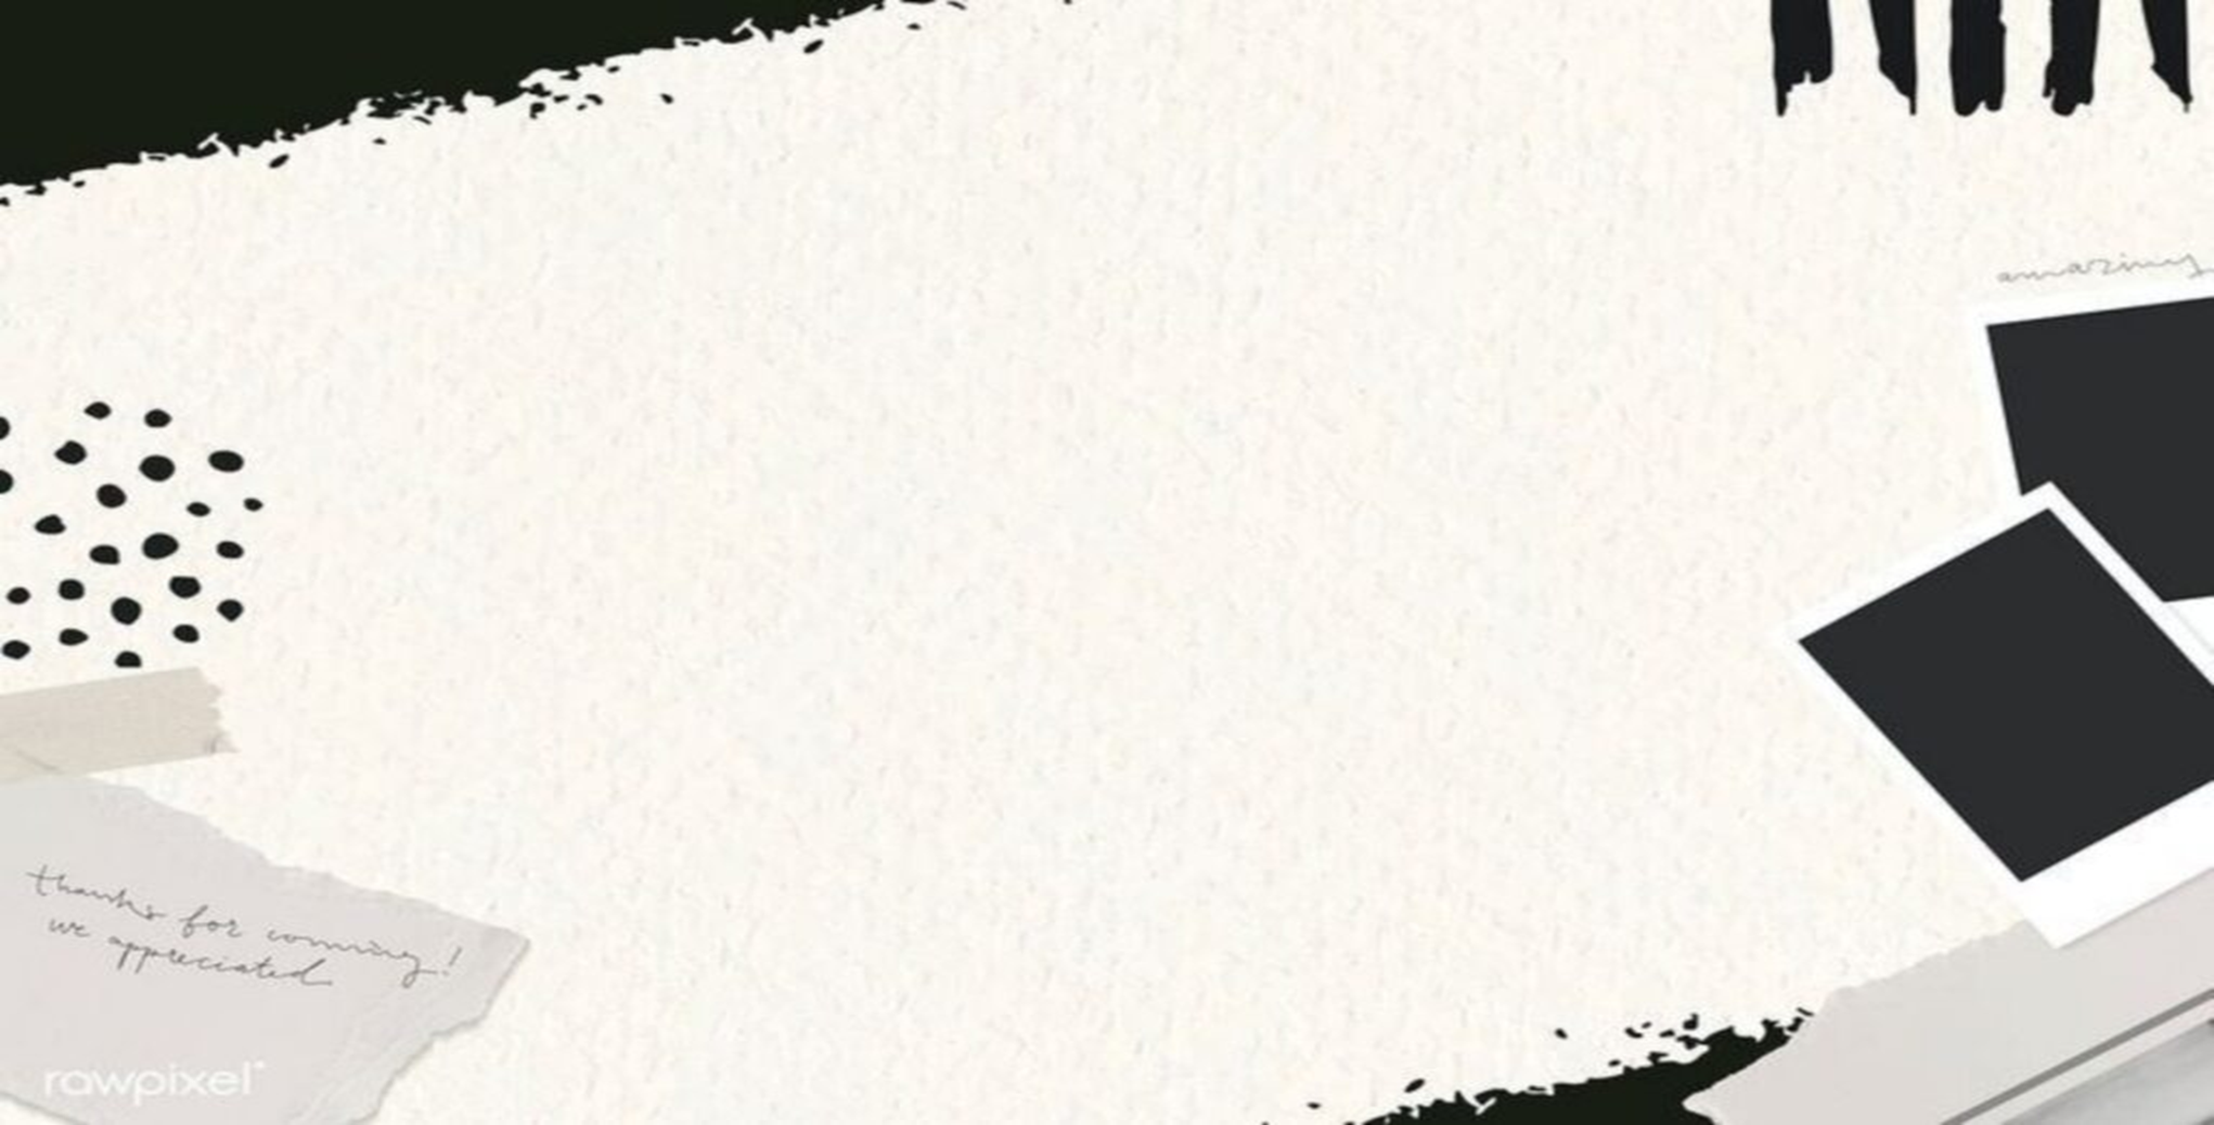 amazing
thanks for coming!
we appreciated
rawpixel